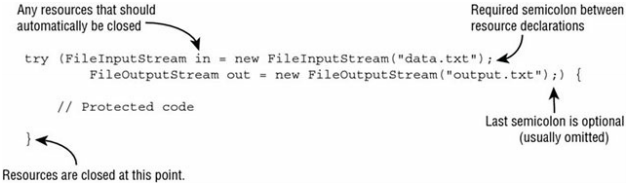 Any resources that should
automatically be closed
Required semicolon between
resource declarations
try (FileInputStream in = new FileInputStream("data.txt");
FileOutputStream out = new FileOutputStream("output.txt");) {
// Protected code
Last semicolon is optional
(usually omitted)
}
Resources are closed at this point.